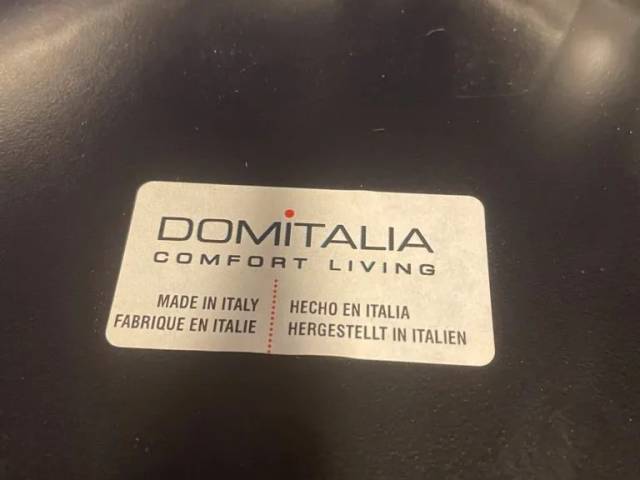 DOMiTALIA
COMFORT LIVING
MADE IN ITALY
FABRIQUE EN ITALIE
HECHO EN ITALIA
HERGESTELLT IN ITALIEN